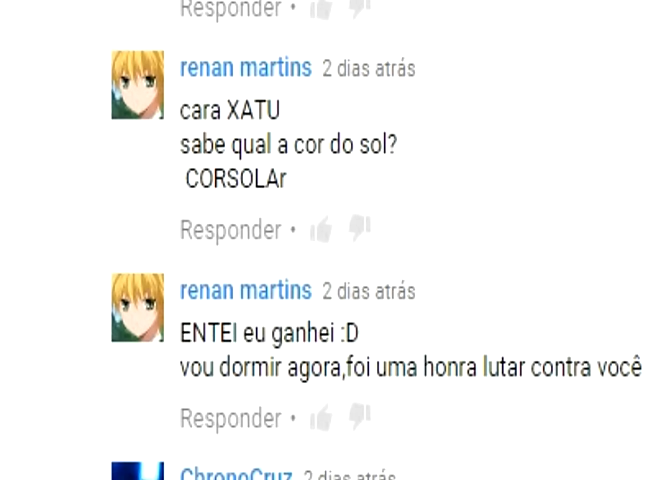 Responder •
renan martins 2 dias atrás
cara XATU
sabe qual a cor do sol?
CORSOLAr
Responder •
renan martins 2 dias atrás
ENTEI eu ganhei :D
vou dormir agora,foi uma honra lutar contra você
Responder •
ChronoCruz 2 dias atrás